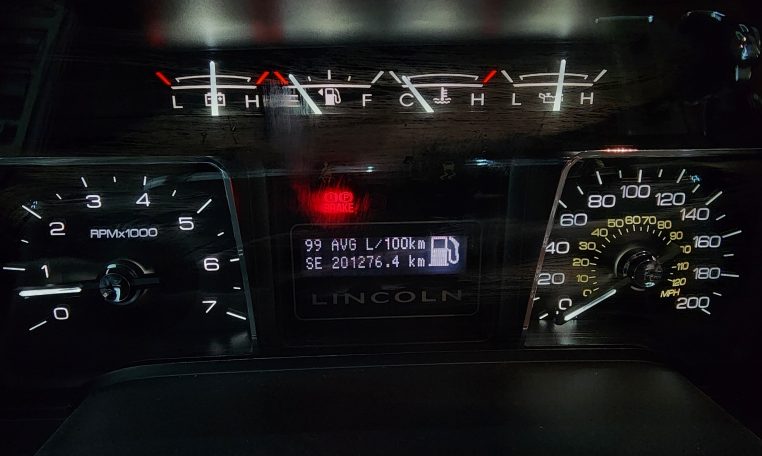 L H E F C H L H
0 1 2 3 4 5 6 7
RPMx1000
(P)
BRAKE
99 AVG L/100km
SE 201276.4 km
LINCOLN
0 20 40 60 80 100 120 140 160 180 200
0 10 20 30 40 50 60 70 80 90 110 120
MPH